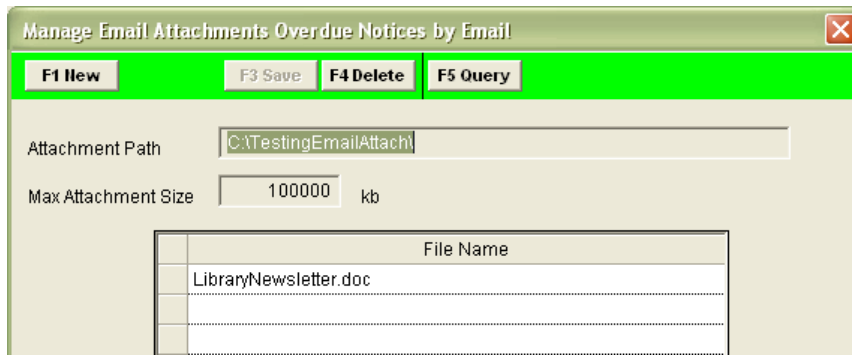 Manage Email Attachments Overdue Notices by Email
F1 New F3 Save F4 Delete F5 Query
Attachment Path C:\TestingEmailAttach\
Max Attachment Size 100000 kb
File Name
LibraryNewsletter.doc